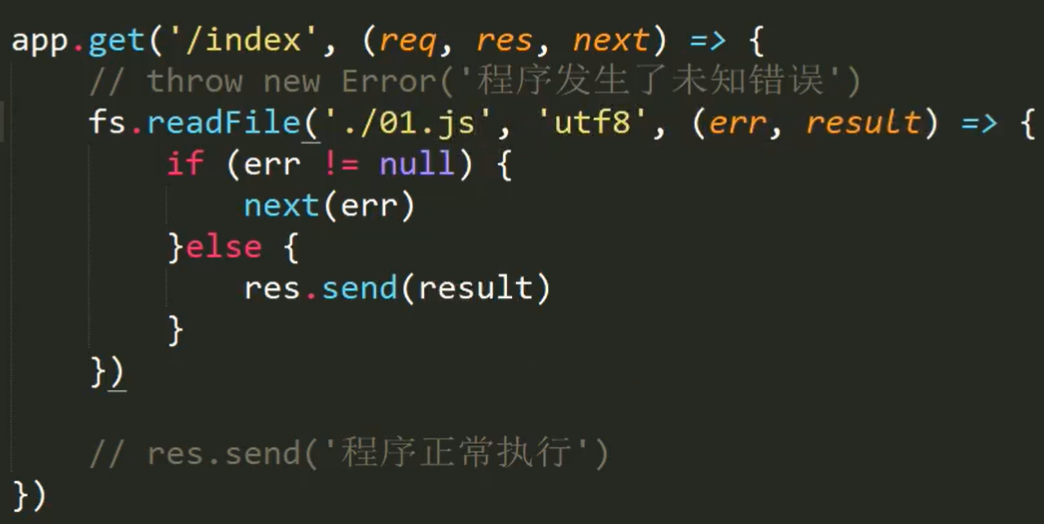 app.get('/index', (req, res, next) => {
    // throw new Error('程序发生了未知错误')
    fs.readFile('./01.js', 'utf8', (err, result) => {
        if (err != null) {
            next(err)
        }else {
            res.send(result)
        }
    })

    // res.send('程序正常执行')
})